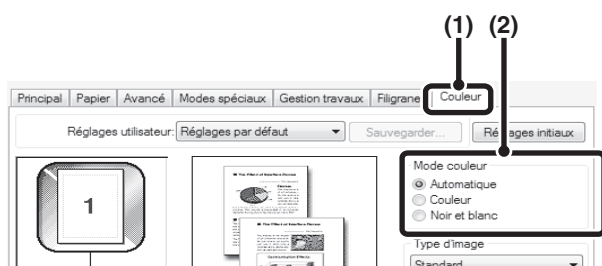 (1) (2)
Principal Papier Avancé Modes spéciaux Gestion travaux Filigrane Couleur
Réglages utilisateur: Réglages par défaut Sauvegarder... Réglages initiaux
1
Mode couleur
Automatique
Couleur
Noir et blanc
Type d'image
Standard